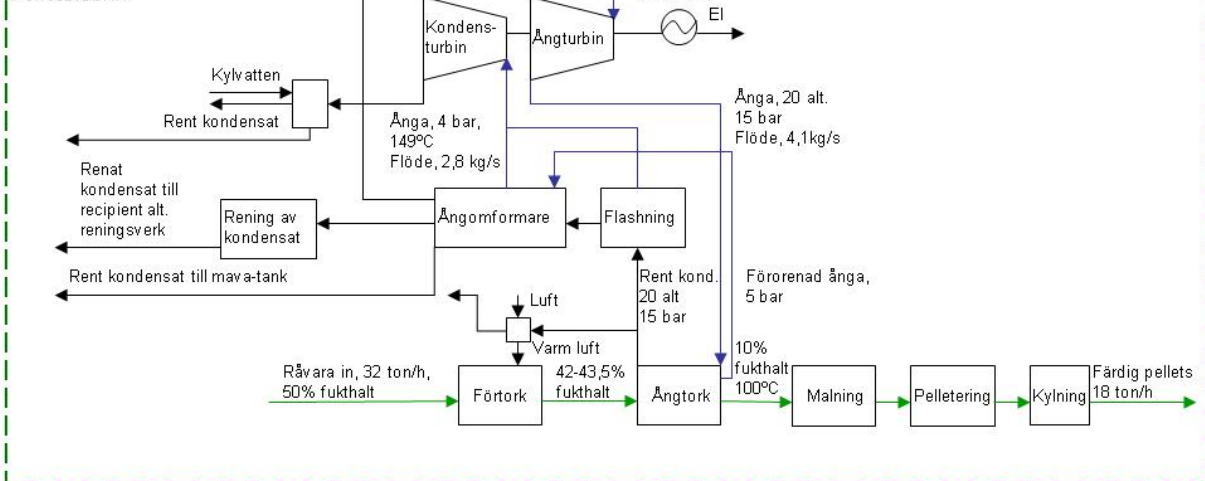 El
Kondens-
turbin
Ångturbin
Kylvatten
Rent kondensat
Ånga, 4 bar,
149ºC
Flöde, 2,8 kg/s
Ånga, 20 alt.
15 bar
Flöde, 4,1kg/s
Renat
kondensat till
recipient alt.
reningsverk
Rening av
kondensat
Ångomformare
Flashning
Rent kondensat till mava-tank
Rent kond.
20 alt
15 bar
Förorenad ånga,
5 bar
Luft
Varm luft
Råvara in, 32 ton/h,
50% fukthalt
Förtork
42-43,5%
fukthalt
Ångtork
10%
fukthalt
100ºC
Malning
Pelletering
Kylning
Färdig pellets
18 ton/h